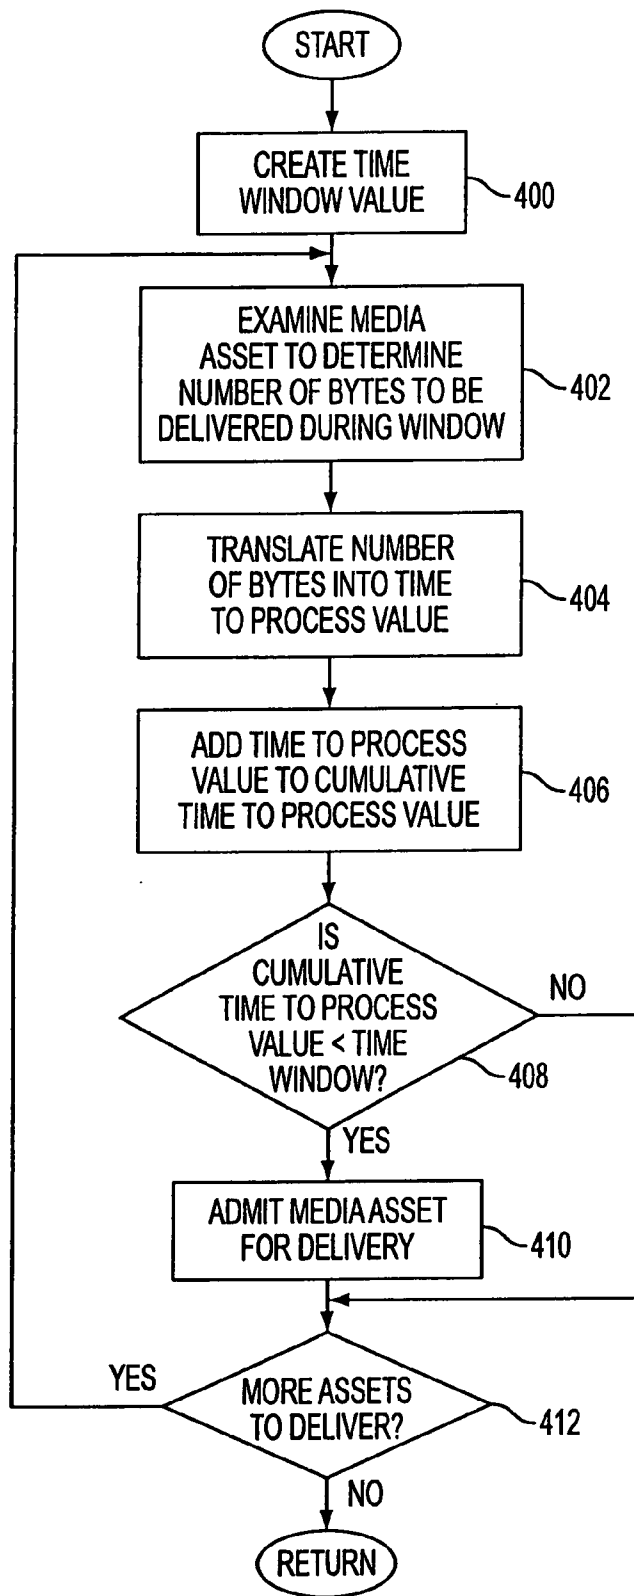 START
CREATE TIME
WINDOW VALUE
400
EXAMINE MEDIA
ASSET TO DETERMINE
NUMBER OF BYTES TO BE
DELIVERED DURING WINDOW
402
TRANSLATE NUMBER
OF BYTES INTO TIME
TO PROCESS VALUE
404
ADD TIME TO PROCESS
VALUE TO CUMULATIVE
TIME TO PROCESS VALUE
406
IS
CUMULATIVE
TIME TO PROCESS
VALUE < TIME
WINDOW?
NO
408
YES
ADMIT MEDIA ASSET
FOR DELIVERY
410
YES
MORE ASSETS
TO DELIVER?
412
NO
RETURN